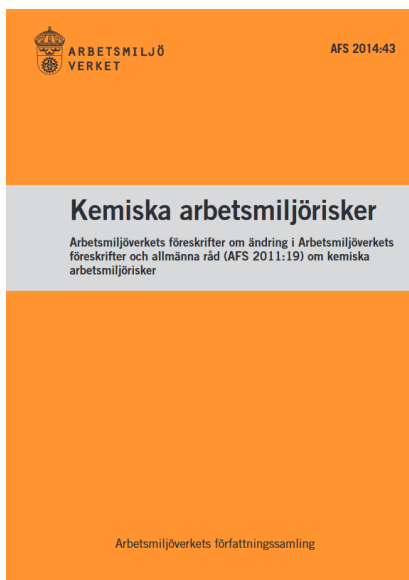 ARBETSMILJÖ
VERKET
AFS 2014:43
Kemiska arbetsmiljörisker
Arbetsmiljöverkets föreskrifter om ändring i Arbetsmiljöverkets
föreskrifter och allmänna råd (AFS 2011:19) om kemiska
arbetsmiljörisker
Arbetsmiljöverkets författningssamling